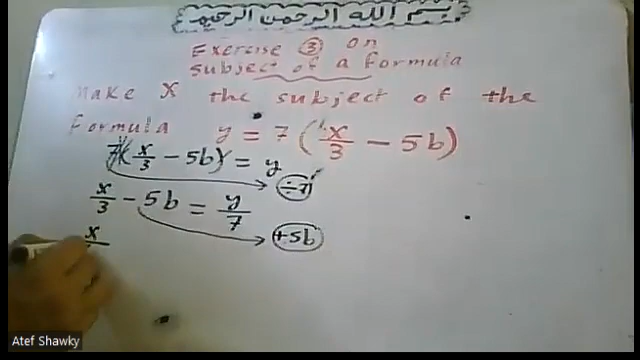 بسم الله الرحمن الرحيم
Exercise ③ on
subject of a formula
Make x the subject of the
formula y = 7 (x/3 - 5b)
7(x/3 - 5b) = y
÷7
x/3 - 5b = y/7
+5b
x
Atef Shawky